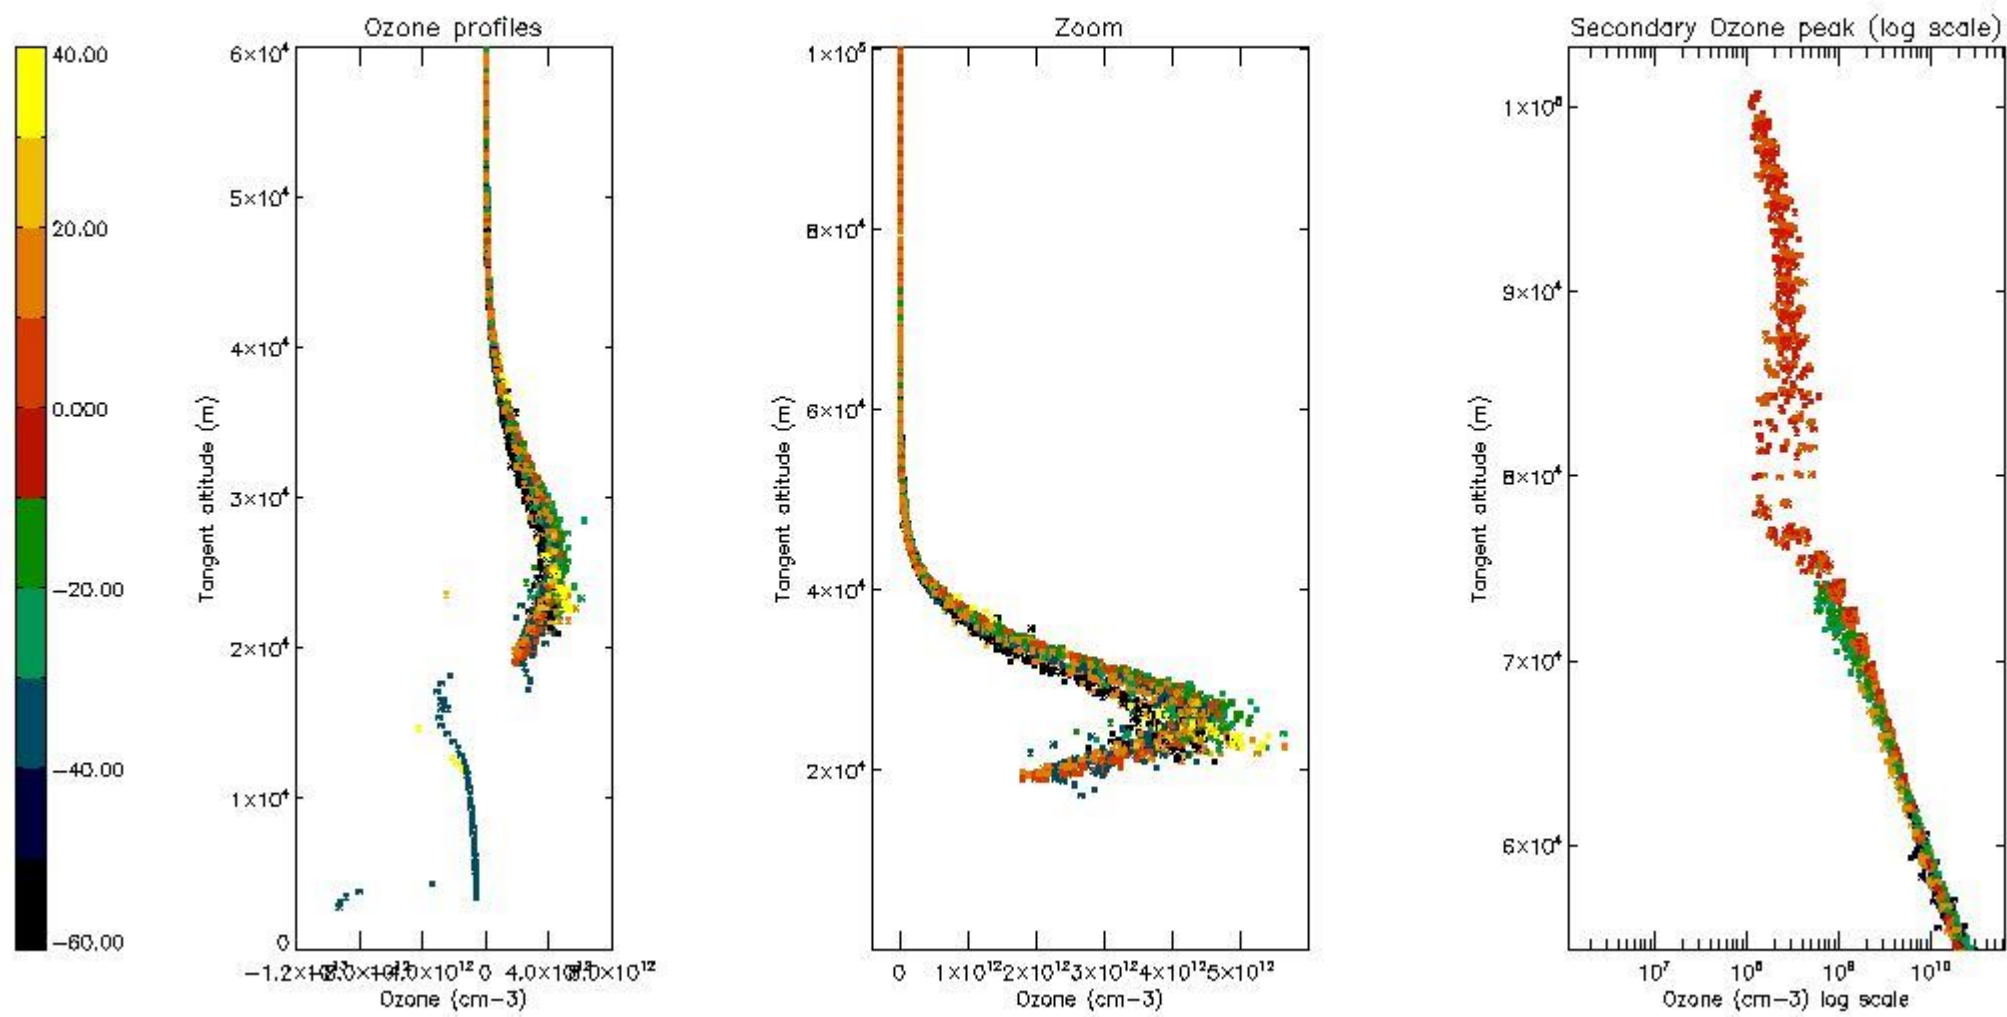 Ozone profiles
Zoom
Secondary Ozone peak (log scale)
40.00
20.00
0.000
−20.00
−40.00
−60.00
Tangent altitude (m)
6×10⁴
5×10⁴
4×10⁴
3×10⁴
2×10⁴
1×10⁴
0
0
4.0×10¹²
Ozone (cm−3)
Tangent altitude (m)
1×10⁵
8×10⁴
6×10⁴
4×10⁴
2×10⁴
0 1×10¹² 2×10¹² 3×10¹² 4×10¹² 5×10¹²
Ozone (cm−3)
Tangent altitude (m)
1×10⁵
9×10⁴
8×10⁴
7×10⁴
6×10⁴
10⁷ 10⁸ 10⁹ 10¹⁰
Ozone (cm−3) log scale